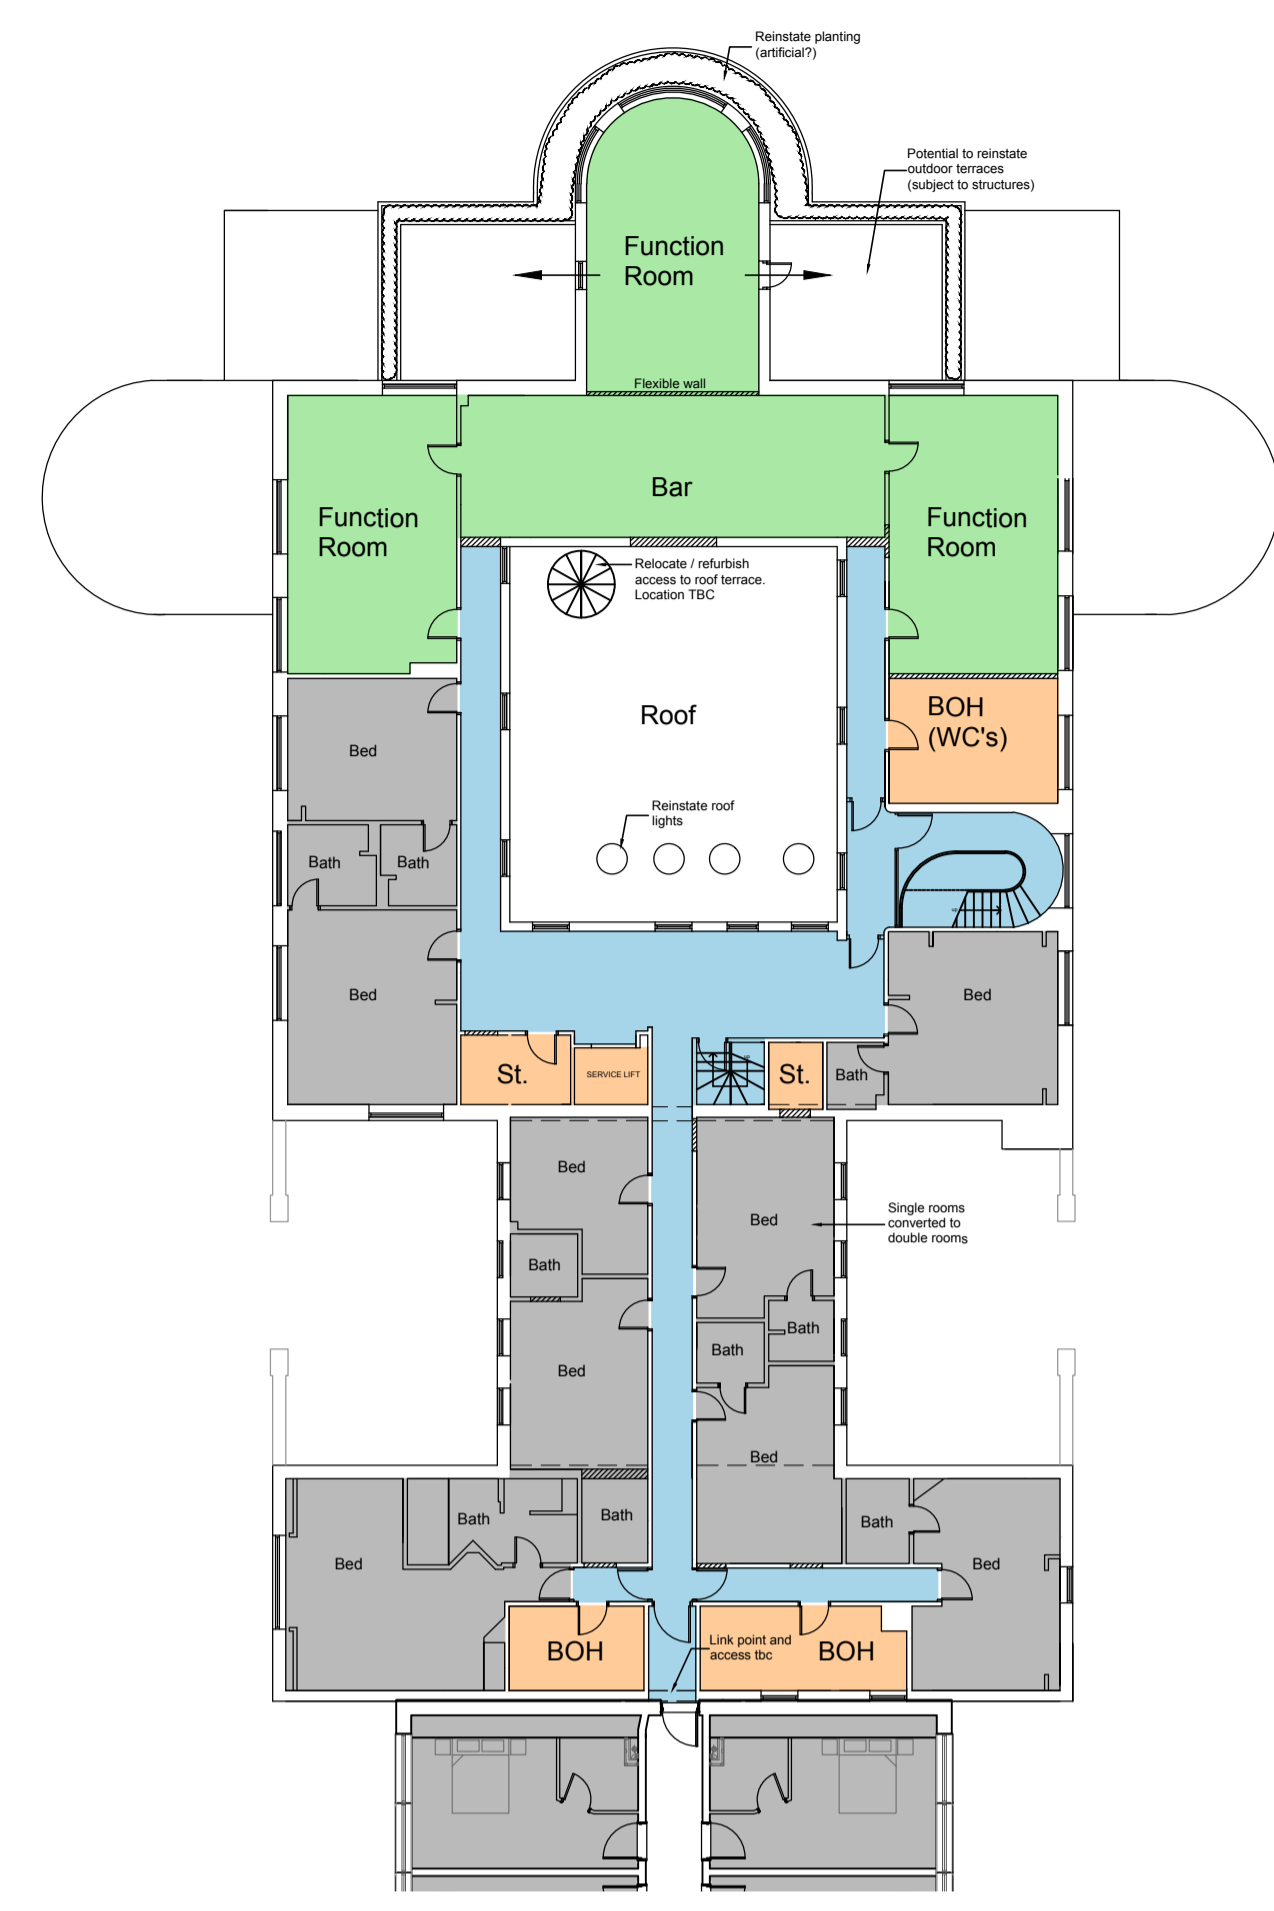 Reinstate planting
(artificial?)
Potential to reinstate
outdoor terraces
(subject to structures)
Function
Room
Flexible wall
Function
Room
Bar
Function
Room
Relocate / refurbish
access to roof terrace.
Location TBC
Roof
BOH
(WC's)
Bed
Reinstate roof
lights
Bath
Bath
UP
Bed
Bed
St.
SERVICE LIFT
UP
St.
Bath
Bed
Bed
Single rooms
converted to
double rooms
Bath
Bath
Bath
Bed
Bed
Bath
Bath
Bath
Bed
Bed
BOH
Link point and
access tbc
BOH